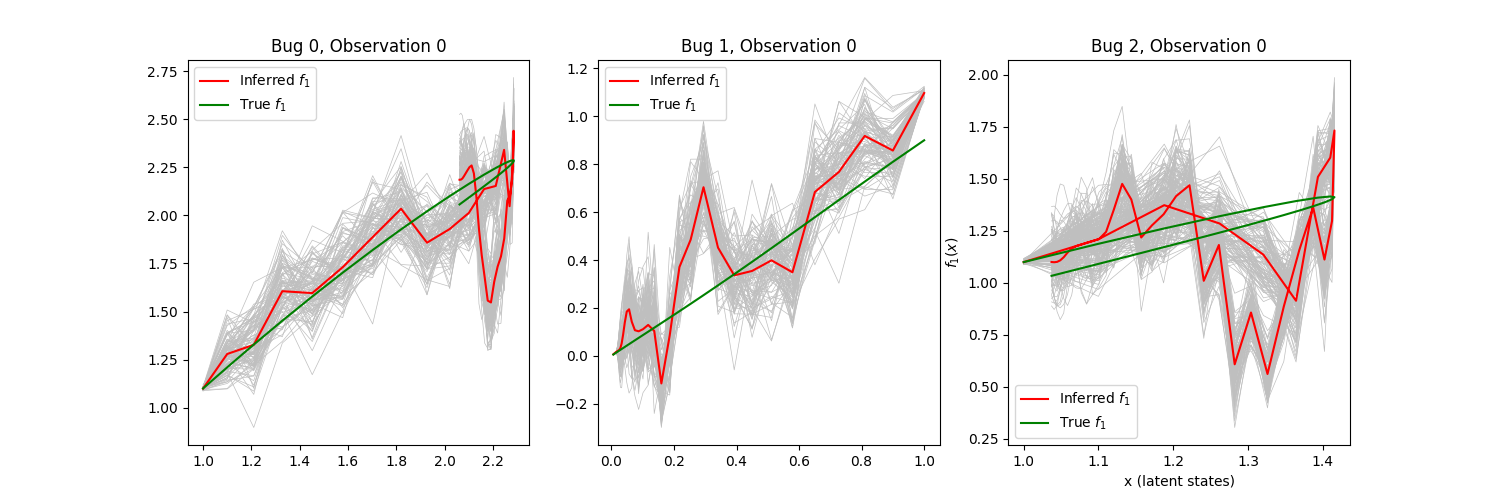 Bug 0, Observation 0
Inferred f₁
True f₁
2.75
2.50
2.25
2.00
1.75
1.50
1.25
1.00
1.0 1.2 1.4 1.6 1.8 2.0 2.2
Bug 1, Observation 0
Inferred f₁
True f₁
1.2
1.0
0.8
0.6
0.4
0.2
0.0
−0.2
0.0 0.2 0.4 0.6 0.8 1.0
Bug 2, Observation 0
f₁(x)
2.00
1.75
1.50
1.25
1.00
0.75
0.50
0.25
Inferred f₁
True f₁
1.0 1.1 1.2 1.3 1.4
x (latent states)